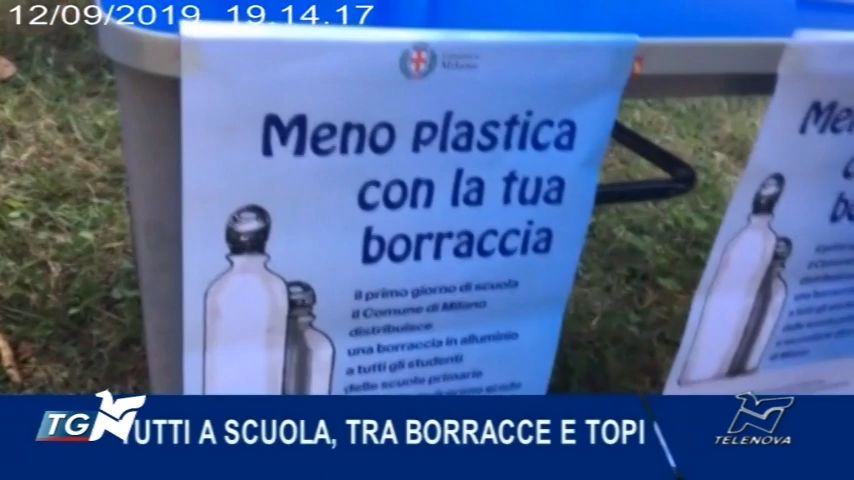 12/09/2019 19.14.17
Milano
Meno plastica
con la tua
borraccia
il primo giorno di scuola
il Comune di Milano
distribuisce
una borraccia in alluminio
a tutti gli studenti
delle scuole primarie
Me
TG
TUTTI A SCUOLA, TRA BORRACCE E TOPI
TELENOVA